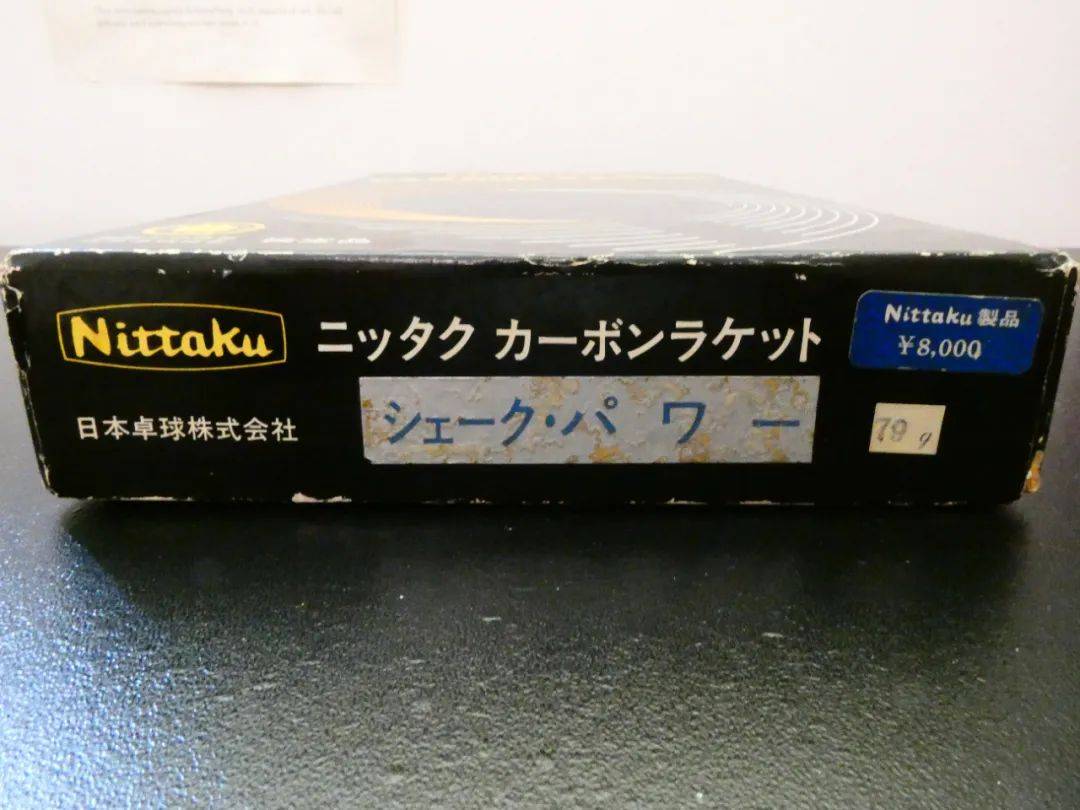 Nittaku
ニッタク カーボンラケット
Nittaku 製品
¥8,000
日本卓球株式会社
シェーク・パワー
79 g